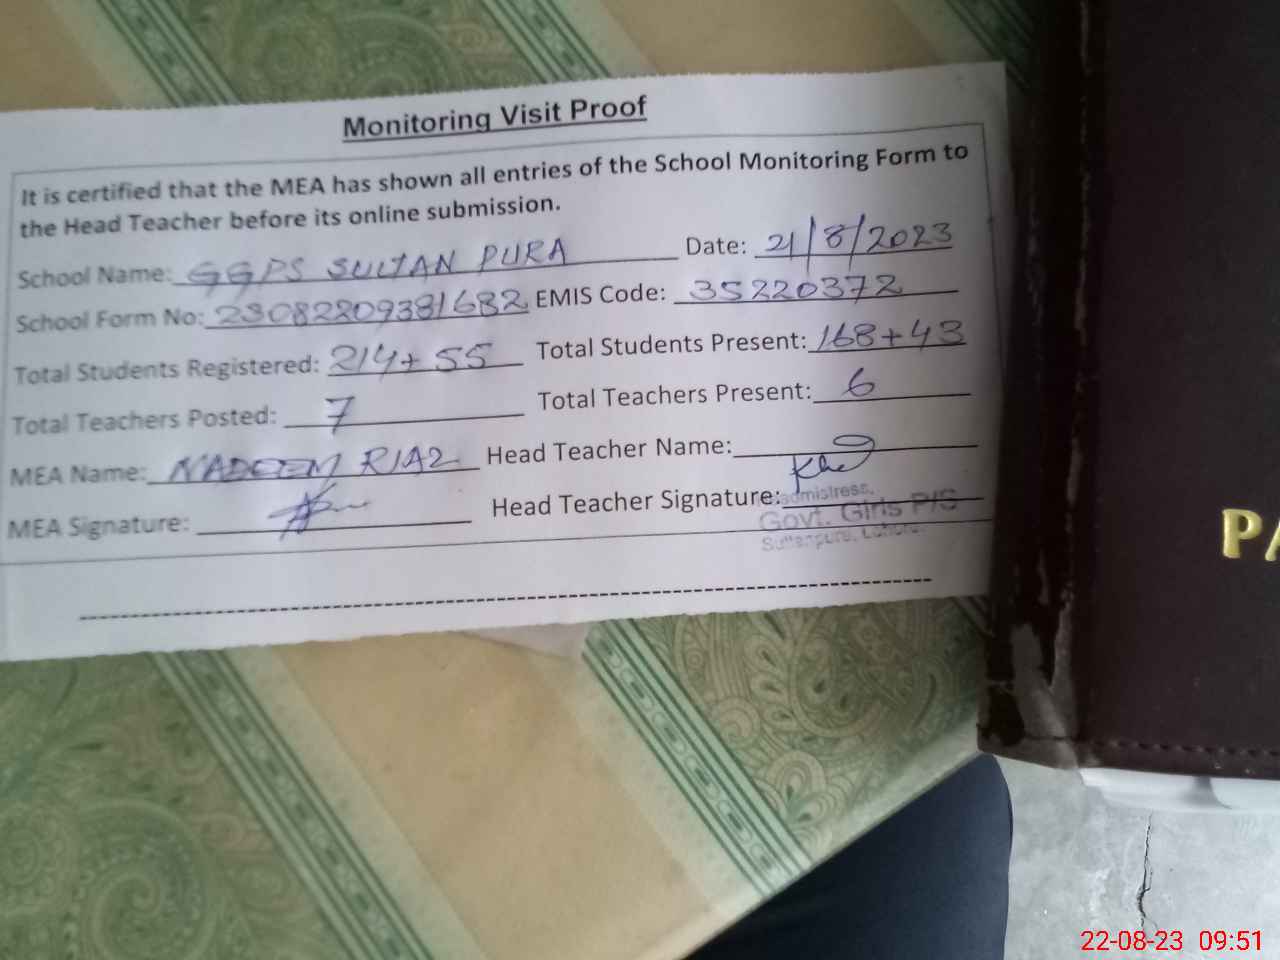 Monitoring Visit Proof
It is certified that the MEA has shown all entries of the School Monitoring Form to
the Head Teacher before its online submission.
School Name: GGPS SULTAN PURA Date: 21/8/2023
School Form No: 23082209381682 EMIS Code: 35220372
Total Students Registered: 214+55 Total Students Present: 168+43
Total Teachers Posted: 7 Total Teachers Present: 6
MEA Name: NADEEM RIAZ Head Teacher Name:
MEA Signature: Head Teacher Signature:
Govt. Girls P/S
Sultanpura, Lahore.
PA
22-08-23 09:51